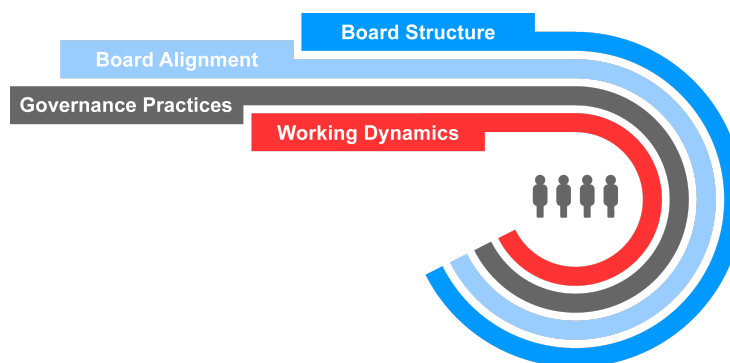 Board Structure
Board Alignment
Governance Practices
Working Dynamics